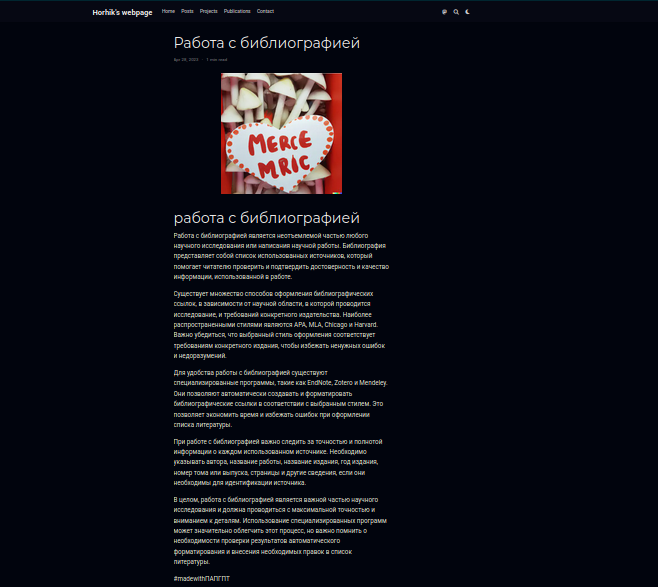 Horhik's webpage Home Posts Projects Publications Contact
Работа с библиографией
1 min read
MERCE
MRIC
работа с библиографией
Работа с библиографией является неотъемлемой частью любого
научного исследования или написания научной работы. Библиография
представляет собой список использованных источников, который
помогает читателю проверить и подтвердить достоверность и качество
информации, использованной в работе.
Существует множество способов оформления библиографических
ссылок, в зависимости от научной области, в которой проводится
исследование, и требований конкретного издательства. Наиболее
распространенными стилями являются APA, MLA, Chicago и Harvard.
Важно убедиться, что выбранный стиль оформления соответствует
требованиям конкретного издания, чтобы избежать ненужных ошибок
и недоразумений.
Для удобства работы с библиографией существуют
специализированные программы, такие как EndNote, Zotero и Mendeley.
Они позволяют автоматически создавать и форматировать
библиографические ссылки в соответствии с выбранным стилем. Это
позволяет экономить время и избежать ошибок при оформлении
списка литературы.
При работе с библиографией важно следить за точностью и полнотой
информации о каждом использованном источнике. Необходимо
указывать автора, название работы, название издания, год издания,
номер тома или выпуска, страницы и другие сведения, если они
необходимы для идентификации источника.
В целом, работа с библиографией является важной частью научного
исследования и должна проводиться с максимальной точностью и
вниманием к деталям. Использование специализированных программ
может значительно облегчить этот процесс, но важно помнить о
необходимости проверки результатов автоматического
форматирования и внесения необходимых правок в список
литературы.
#madewithПАПГПТ